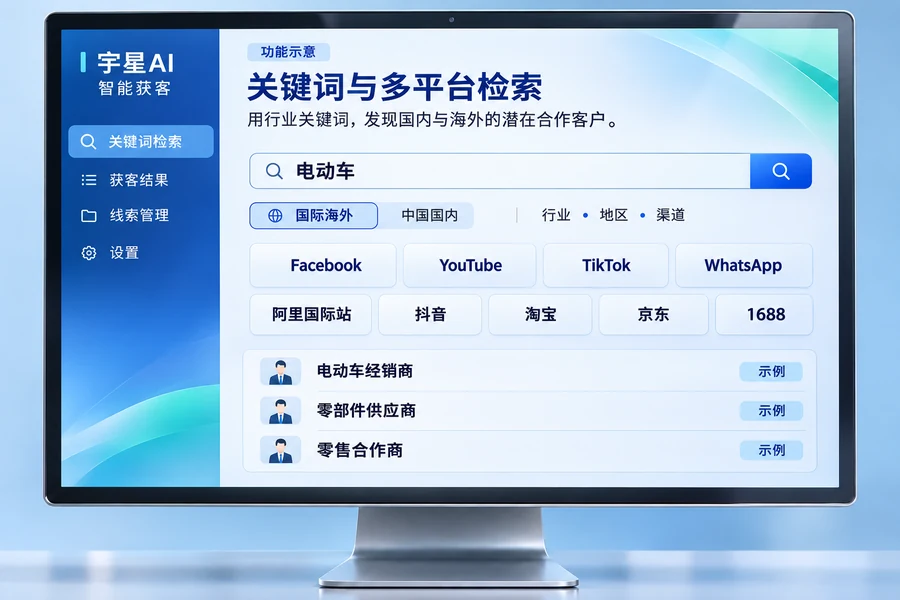 宇星AI
智能获客
关键词检索
获客结果
线索管理
设置
功能示意
关键词与多平台检索
用行业关键词，发现国内与海外的潜在合作客户。
电动车
国际海外 中国国内 行业 • 地区 • 渠道
Facebook YouTube TikTok WhatsApp
阿里国际站 抖音 淘宝 京东 1688
电动车经销商 示例
零部件供应商 示例
零售合作商 示例